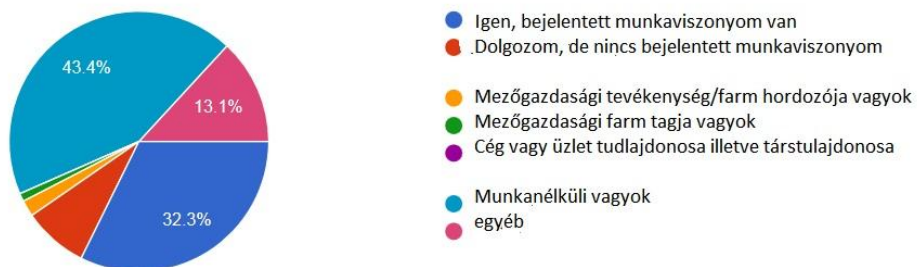 43.4%
13.1%
32.3%
Igen, bejelentett munkaviszonyom van
Dolgozom, de nincs bejelentett munkaviszonyom
Mezőgazdasági tevékenység/farm hordozója vagyok
Mezőgazdasági farm tagja vagyok
Cég vagy üzlet tudlajdonosa illetve társtulajdonosa
Munkanélküli vagyok
egyéb